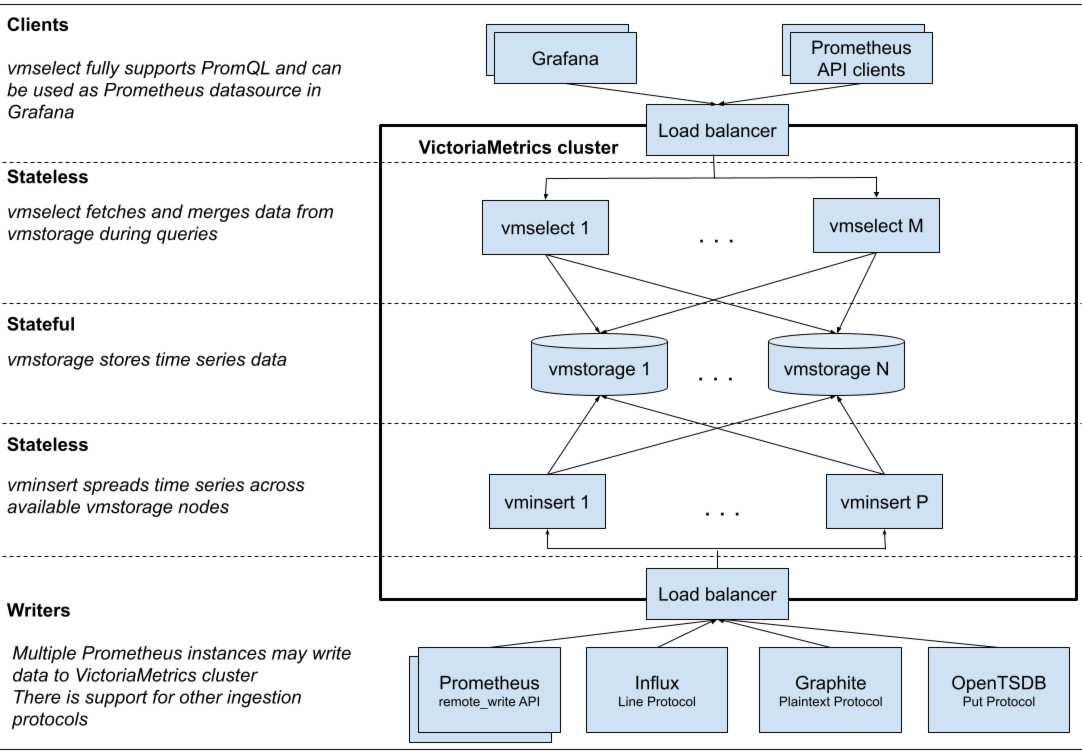 Clients
vmselect fully supports PromQL and can
be used as Prometheus datasource in
Grafana
Grafana
Prometheus
API clients
Load balancer
VictoriaMetrics cluster
Stateless
vmselect fetches and merges data from
vmstorage during queries
vmselect 1
. . .
vmselect M
Stateful
vmstorage stores time series data
vmstorage 1
. . .
vmstorage N
Stateless
vminsert spreads time series across
available vmstorage nodes
vminsert 1
. . .
vminsert P
Load balancer
Writers
Multiple Prometheus instances may write
data to VictoriaMetrics cluster
There is support for other ingestion
protocols
Prometheus
remote_write API
Influx
Line Protocol
Graphite
Plaintext Protocol
OpenTSDB
Put Protocol